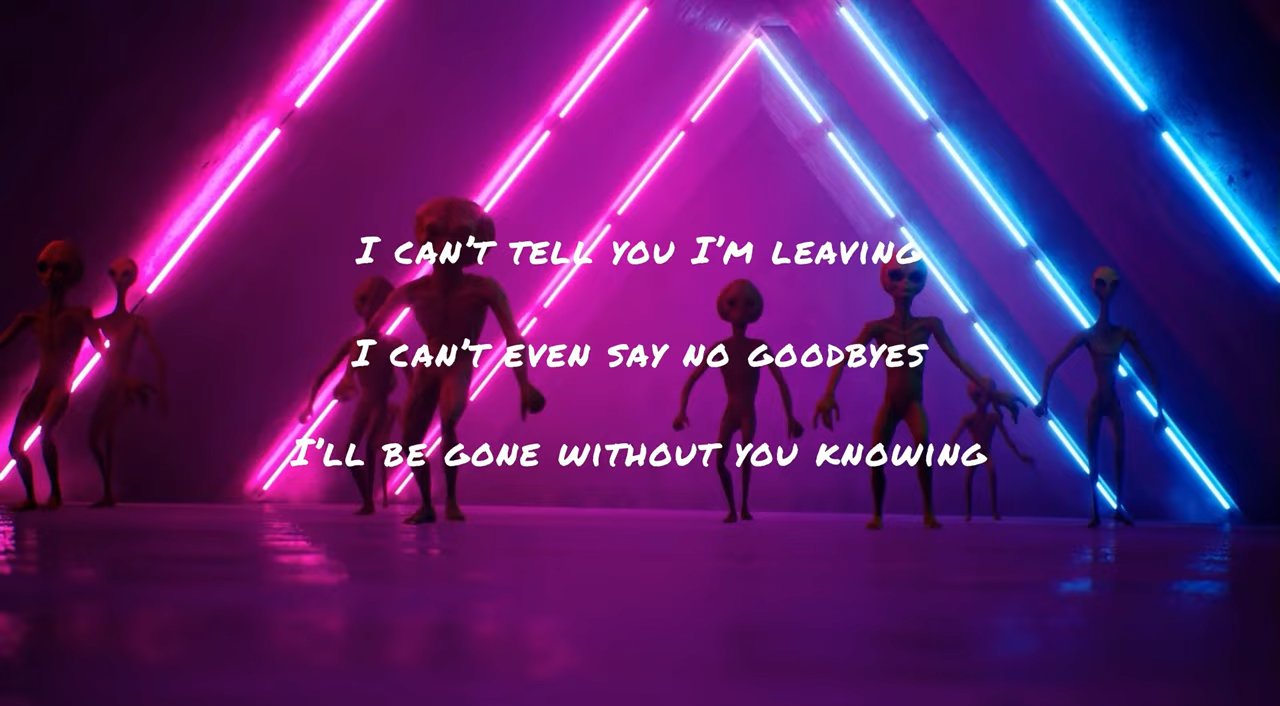 I can't tell you I'm leaving
I can't even say no goodbyes
I'll be gone without you knowing